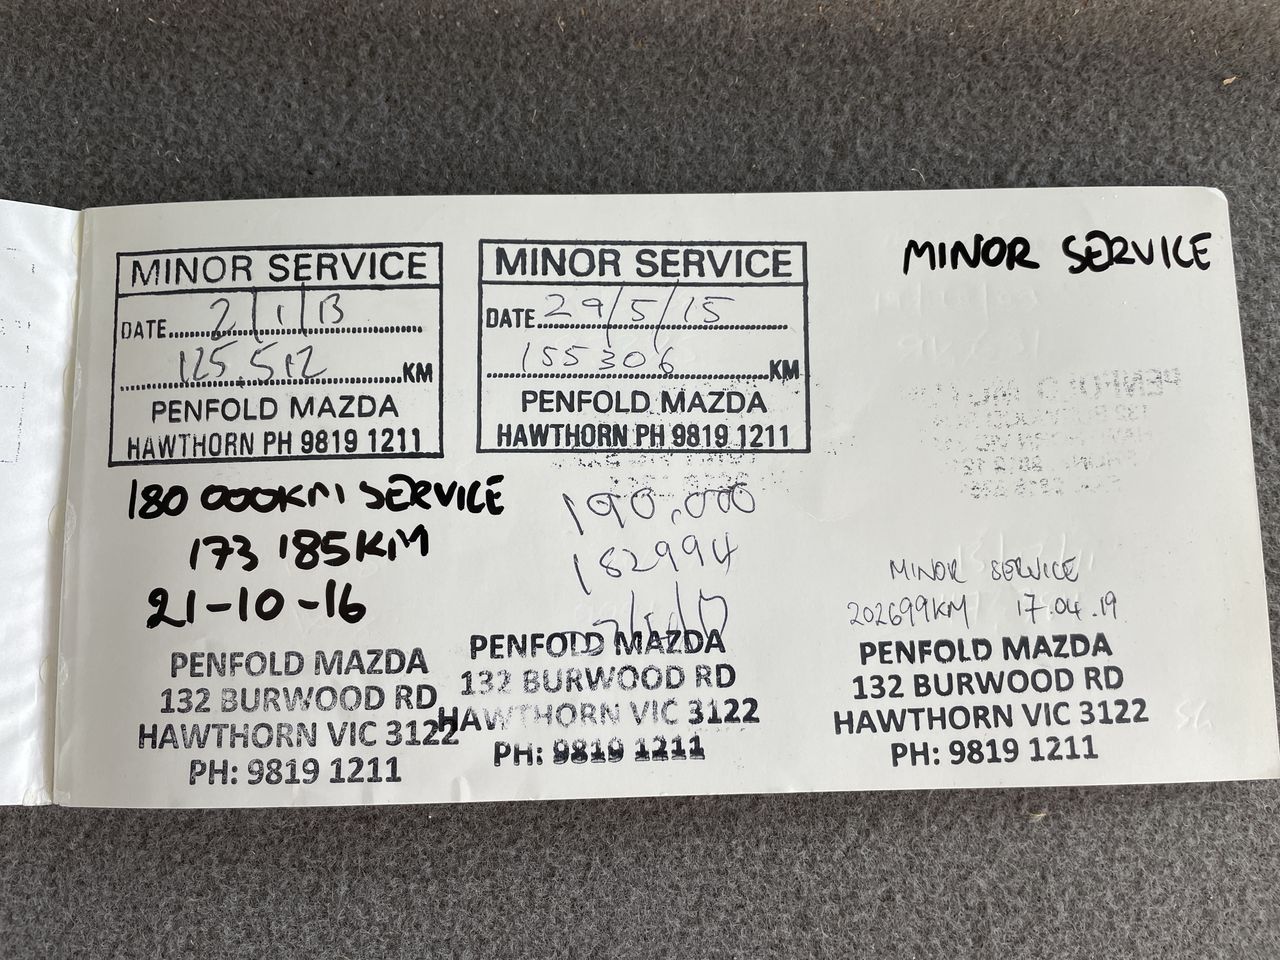 MINOR SERVICE
DATE 2/1/13
125.512 KM
PENFOLD MAZDA
HAWTHORN PH 9819 1211
MINOR SERVICE
DATE 29/5/15
155306 KM
PENFOLD MAZDA
HAWTHORN PH 9819 1211
MINOR SERVICE
180 000KM SERVICE
173 185KM
21-10-16
PENFOLD MAZDA
132 BURWOOD RD
HAWTHORN VIC 3122
PH: 9819 1211
190,000
182994
PENFOLD MAZDA
132 BURWOOD RD
HAWTHORN VIC 3122
PH: 9819 1211
MINOR SERVICE
202699KM 17.04.19
PENFOLD MAZDA
132 BURWOOD RD
HAWTHORN VIC 3122
PH: 9819 1211